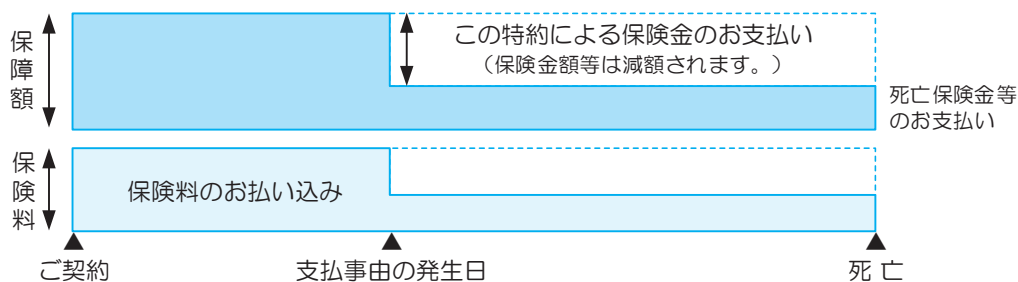 保障額
この特約による保険金のお支払い
（保険金額等は減額されます。）
死亡保険金等
のお支払い
保険料
保険料のお払い込み
ご契約
支払事由の発生日
死亡